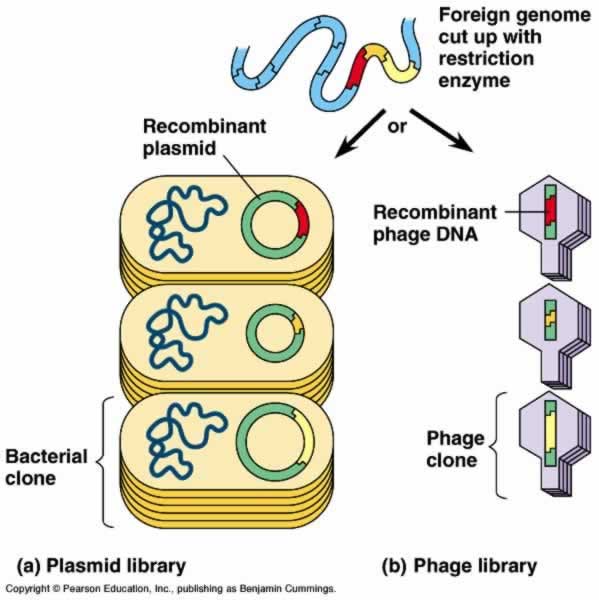 Foreign genome
cut up with
restriction
enzyme
or
Recombinant
plasmid
Recombinant
phage DNA
Bacterial
clone
Phage
clone
(a) Plasmid library
(b) Phage library
Copyright © Pearson Education, Inc., publishing as Benjamin Cummings.